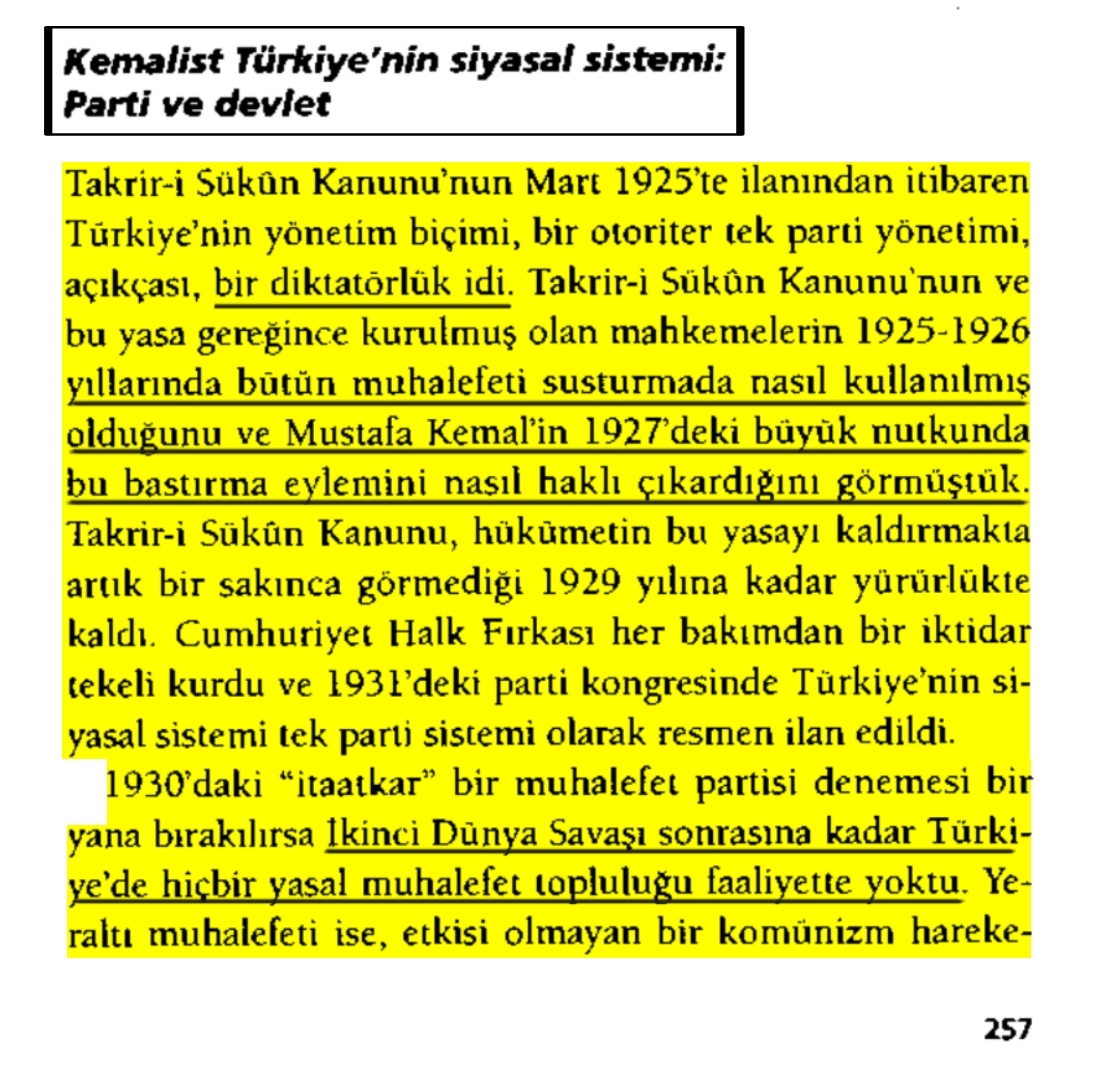 Kemalist Türkiye'nin siyasal sistemi:
Parti ve devlet
Takrir-i Sükûn Kanunu'nun Mart 1925'te ilanından itibaren
Türkiye'nin yönetim biçimi, bir otoriter tek parti yönetimi,
açıkçası, bir diktatörlük idi. Takrir-i Sükûn Kanunu'nun ve
bu yasa gereğince kurulmuş olan mahkemelerin 1925-1926
yıllarında bütün muhalefeti susturmada nasıl kullanılmış
olduğunu ve Mustafa Kemal'in 1927'deki büyük nutkunda
bu bastırma eylemini nasıl haklı çıkardığını görmüştük.
Takrir-i Sükûn Kanunu, hükümetin bu yasayı kaldırmakta
artık bir sakınca görmediği 1929 yılına kadar yürürlükte
kaldı. Cumhuriyet Halk Fırkası her bakımdan bir iktidar
tekeli kurdu ve 1931'deki parti kongresinde Türkiye'nin si-
yasal sistemi tek parti sistemi olarak resmen ilan edildi.
1930'daki “itaatkar” bir muhalefet partisi denemesi bir
yana bırakılırsa İkinci Dünya Savaşı sonrasına kadar Türki-
ye'de hiçbir yasal muhalefet topluluğu faaliyette yoktu. Ye-
raltı muhalefeti ise, etkisi olmayan bir komünizm hareke-
257